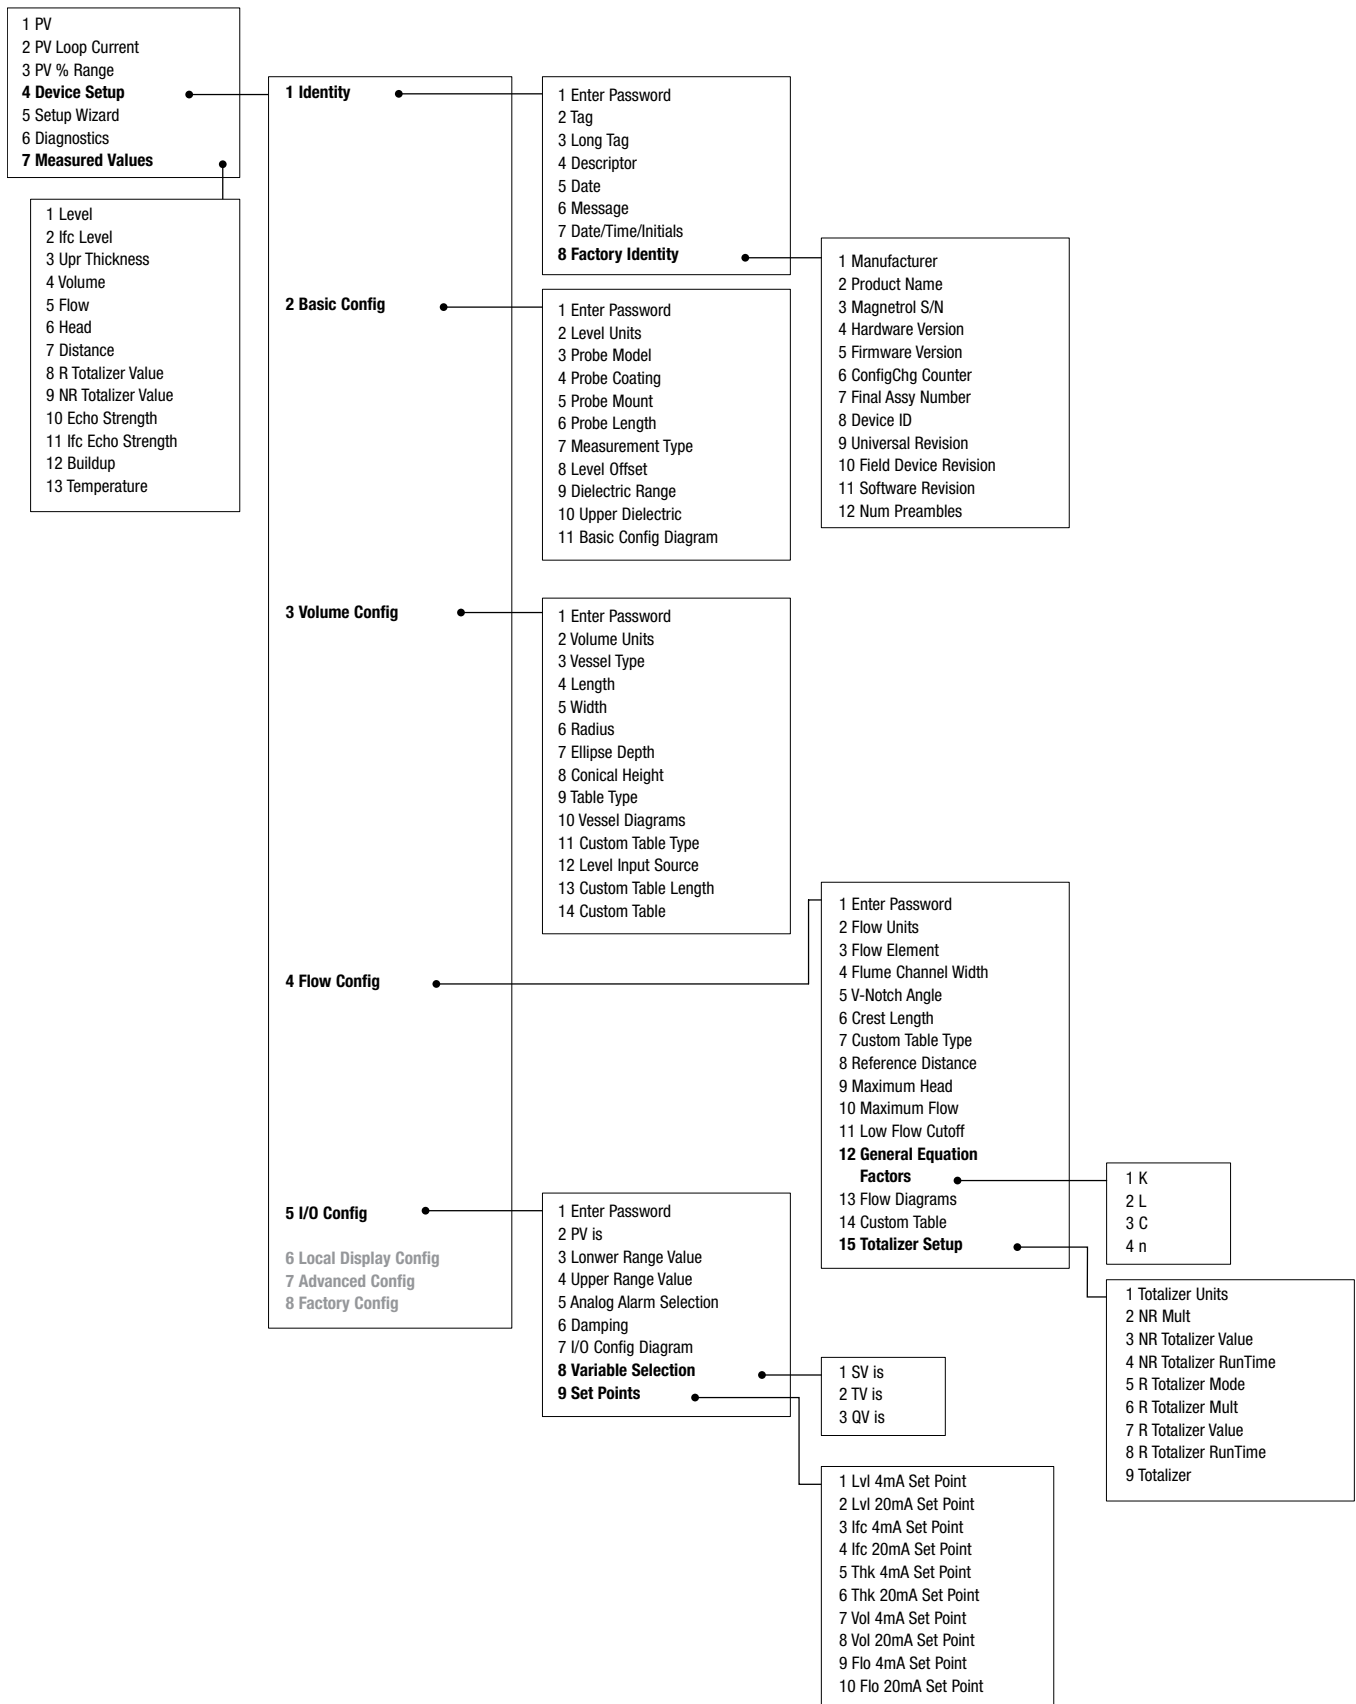 1 PV
2 PV Loop Current
3 PV % Range
4 Device Setup
5 Setup Wizard
6 Diagnostics
7 Measured Values
1 Level
2 Ifc Level
3 Upr Thickness
4 Volume
5 Flow
6 Head
7 Distance
8 R Totalizer Value
9 NR Totalizer Value
10 Echo Strength
11 Ifc Echo Strength
12 Buildup
13 Temperature
1 Identity
2 Basic Config
3 Volume Config
4 Flow Config
5 I/O Config
6 Local Display Config
7 Advanced Config
8 Factory Config
1 Enter Password
2 Tag
3 Long Tag
4 Descriptor
5 Date
6 Message
7 Date/Time/Initials
8 Factory Identity
1 Manufacturer
2 Product Name
3 Magnetrol S/N
4 Hardware Version
5 Firmware Version
6 ConfigChg Counter
7 Final Assy Number
8 Device ID
9 Universal Revision
10 Field Device Revision
11 Software Revision
12 Num Preambles
1 Enter Password
2 Level Units
3 Probe Model
4 Probe Coating
5 Probe Mount
6 Probe Length
7 Measurement Type
8 Level Offset
9 Dielectric Range
10 Upper Dielectric
11 Basic Config Diagram
1 Enter Password
2 Volume Units
3 Vessel Type
4 Length
5 Width
6 Radius
7 Ellipse Depth
8 Conical Height
9 Table Type
10 Vessel Diagrams
11 Custom Table Type
12 Level Input Source
13 Custom Table Length
14 Custom Table
1 Enter Password
2 Flow Units
3 Flow Element
4 Flume Channel Width
5 V-Notch Angle
6 Crest Length
7 Custom Table Type
8 Reference Distance
9 Maximum Head
10 Maximum Flow
11 Low Flow Cutoff
12 General Equation
Factors
13 Flow Diagrams
14 Custom Table
15 Totalizer Setup
1 K
2 L
3 C
4 n
1 Totalizer Units
2 NR Mult
3 NR Totalizer Value
4 NR Totalizer RunTime
5 R Totalizer Mode
6 R Totalizer Mult
7 R Totalizer Value
8 R Totalizer RunTime
9 Totalizer
1 Enter Password
2 PV is
3 Lonwer Range Value
4 Upper Range Value
5 Analog Alarm Selection
6 Damping
7 I/O Config Diagram
8 Variable Selection
9 Set Points
1 SV is
2 TV is
3 QV is
1 Lvl 4mA Set Point
2 Lvl 20mA Set Point
3 Ifc 4mA Set Point
4 Ifc 20mA Set Point
5 Thk 4mA Set Point
6 Thk 20mA Set Point
7 Vol 4mA Set Point
8 Vol 20mA Set Point
9 Flo 4mA Set Point
10 Flo 20mA Set Point